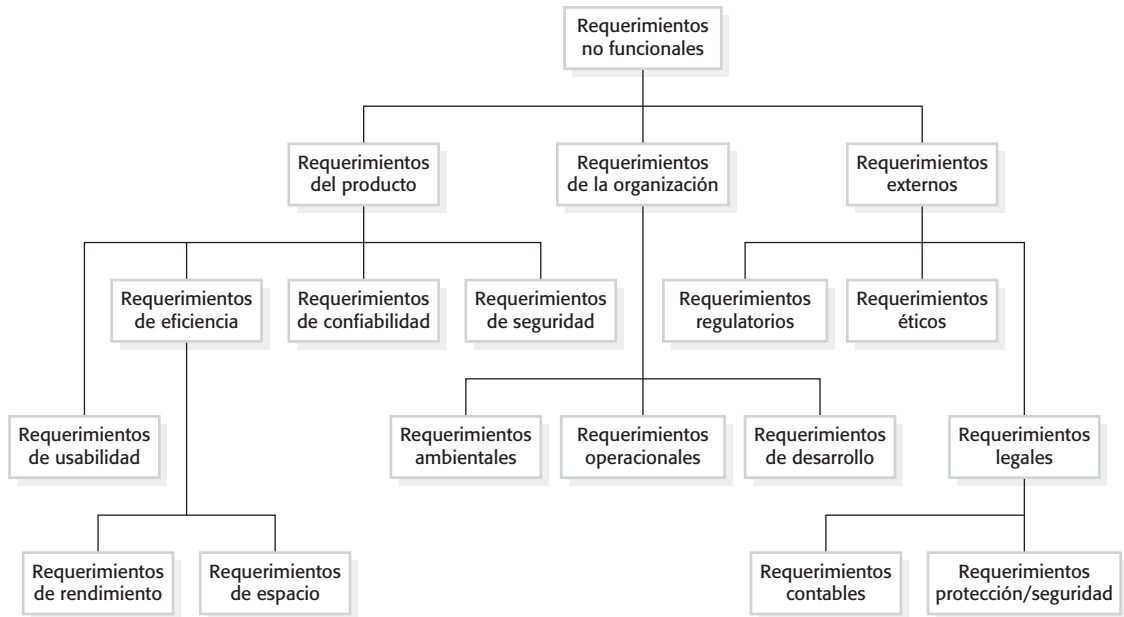 Requerimientos
no funcionales
Requerimientos
del producto
Requerimientos
de la organización
Requerimientos
externos
Requerimientos
de eficiencia
Requerimientos
de confiabilidad
Requerimientos
de seguridad
Requerimientos
regulatorios
Requerimientos
éticos
Requerimientos
de usabilidad
Requerimientos
ambientales
Requerimientos
operacionales
Requerimientos
de desarrollo
Requerimientos
legales
Requerimientos
de rendimiento
Requerimientos
de espacio
Requerimientos
contables
Requerimientos
protección/seguridad